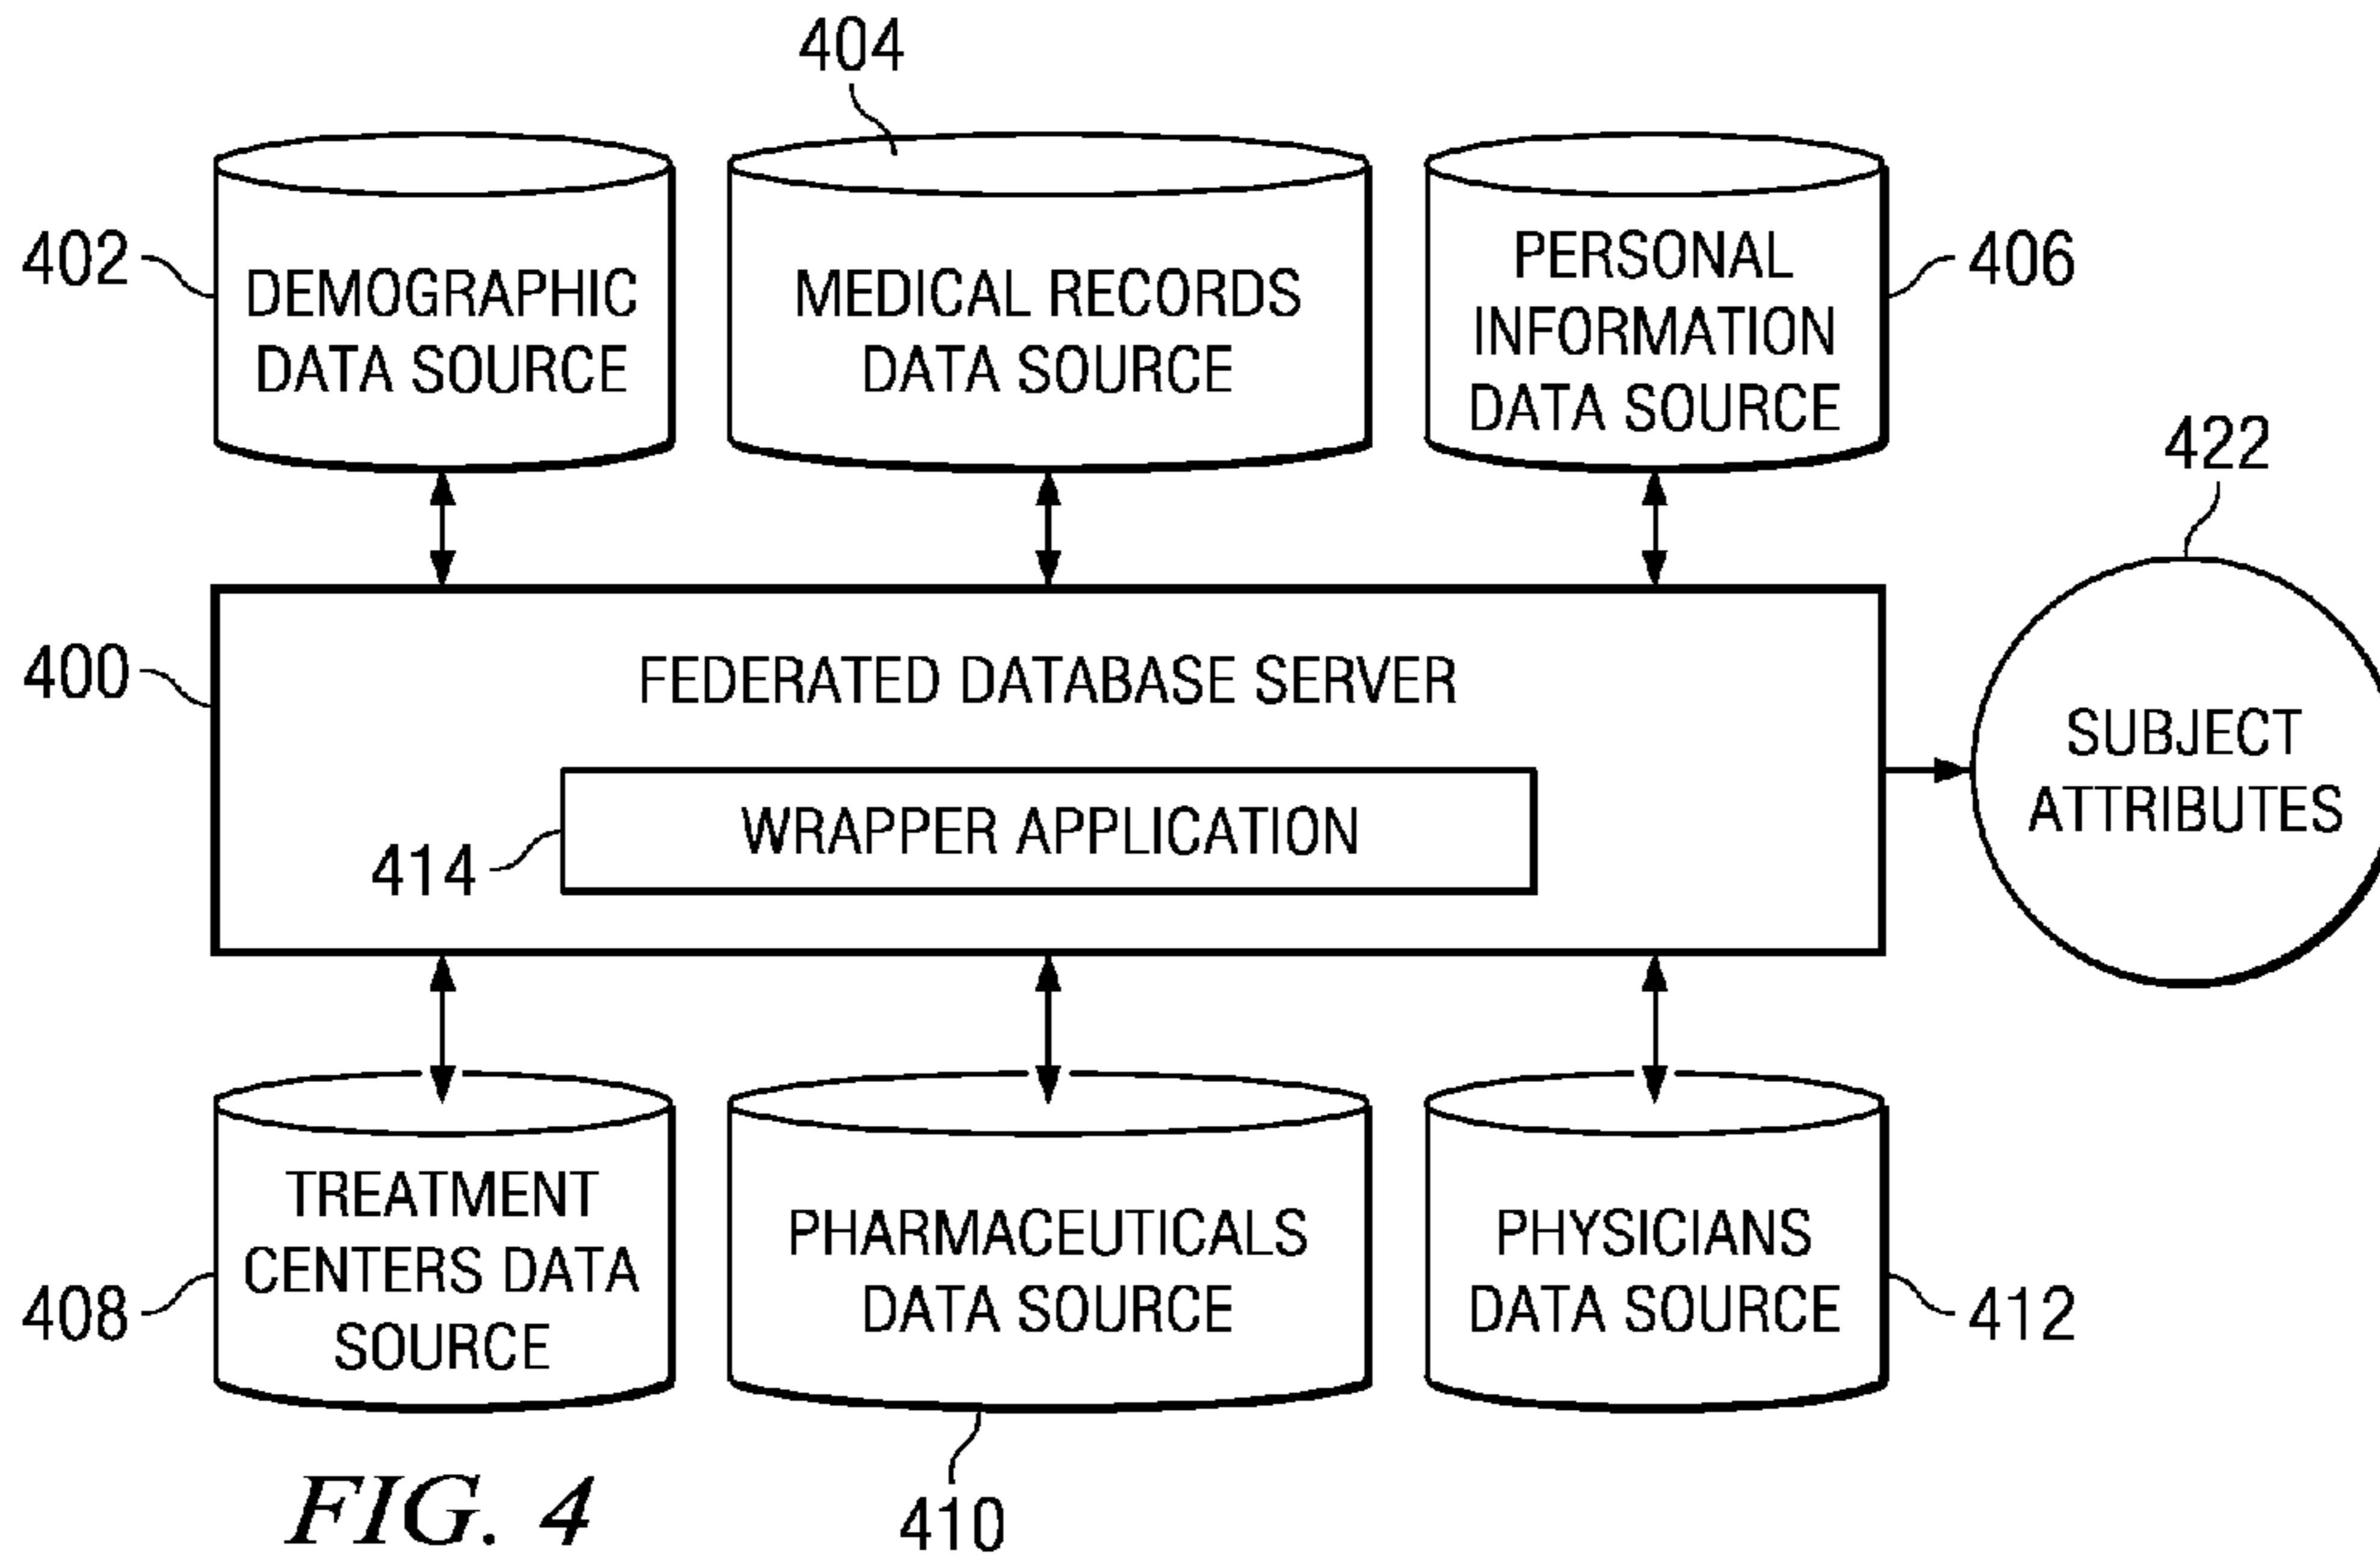 404
402
DEMOGRAPHIC
DATA SOURCE
MEDICAL RECORDS
DATA SOURCE
PERSONAL
INFORMATION
DATA SOURCE
406
422
400
FEDERATED DATABASE SERVER
SUBJECT
ATTRIBUTES
WRAPPER APPLICATION
414
TREATMENT
CENTERS DATA
SOURCE
408
PHARMACEUTICALS
DATA SOURCE
PHYSICIANS
DATA SOURCE
412
410
FIG. 4